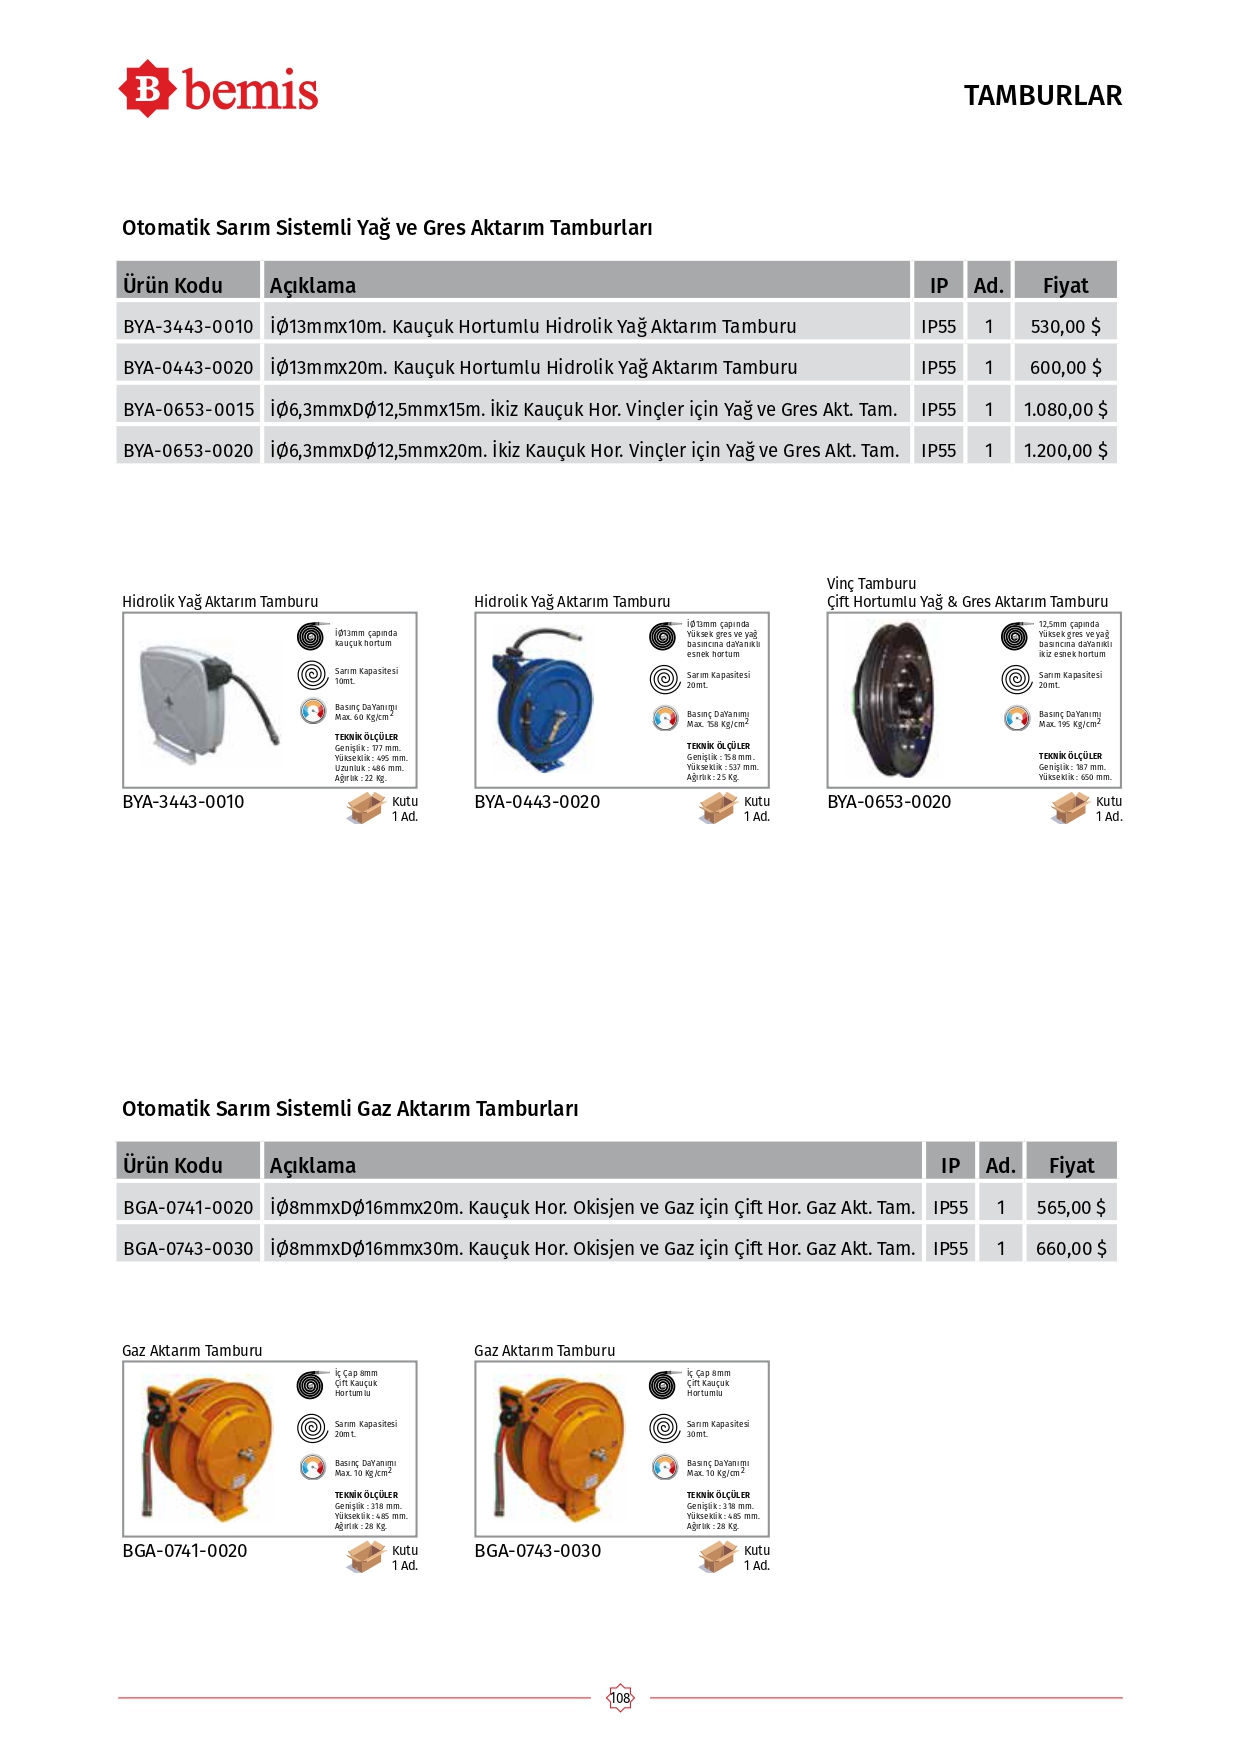 B bemis
TAMBURLAR
Otomatik Sarım Sistemli Yağ ve Gres Aktarım Tamburları
Ürün Kodu Açıklama IP Ad. Fiyat
BYA-3443-0010 İØ13mmx10m. Kauçuk Hortumlu Hidrolik Yağ Aktarım Tamburu IP55 1 530,00 $
BYA-0443-0020 İØ13mmx20m. Kauçuk Hortumlu Hidrolik Yağ Aktarım Tamburu IP55 1 600,00 $
BYA-0653-0015 İØ6,3mmxDØ12,5mmx15m. İkiz Kauçuk Hor. Vinçler için Yağ ve Gres Akt. Tam. IP55 1 1.080,00 $
BYA-0653-0020 İØ6,3mmxDØ12,5mmx20m. İkiz Kauçuk Hor. Vinçler için Yağ ve Gres Akt. Tam. IP55 1 1.200,00 $
Hidrolik Yağ Aktarım Tamburu
İØ13mm çapında
kauçuk hortum
Sarım Kapasitesi
10mt.
Basınç DaYanımı
Max. 60 Kg/cm2
TEKNİK ÖLÇÜLER
Genişlik : 177 mm.
Yükseklik : 495 mm.
Uzunluk : 486 mm.
Ağırlık : 22 Kg.
BYA-3443-0010
Kutu
1 Ad.
Hidrolik Yağ Aktarım Tamburu
İØ13mm çapında
Yüksek gres ve yağ
basıncına daYanıklı
esnek hortum
Sarım Kapasitesi
20mt.
Basınç DaYanımı
Max. 158 Kg/cm2
TEKNİK ÖLÇÜLER
Genişlik : 158 mm.
Yükseklik : 537 mm.
Ağırlık : 25 Kg.
BYA-0443-0020
Kutu
1 Ad.
Vinç Tamburu
Çift Hortumlu Yağ & Gres Aktarım Tamburu
12,5mm çapında
Yüksek gres ve yağ
basıncına daYanıklı
ikiz esnek hortum
Sarım Kapasitesi
20mt.
Basınç DaYanımı
Max. 195 Kg/cm2
TEKNİK ÖLÇÜLER
Genişlik : 187 mm.
Yükseklik : 650 mm.
BYA-0653-0020
Kutu
1 Ad.
Otomatik Sarım Sistemli Gaz Aktarım Tamburları
Ürün Kodu Açıklama IP Ad. Fiyat
BGA-0741-0020 İØ8mmxDØ16mmx20m. Kauçuk Hor. Okisjen ve Gaz için Çift Hor. Gaz Akt. Tam. IP55 1 565,00 $
BGA-0743-0030 İØ8mmxDØ16mmx30m. Kauçuk Hor. Okisjen ve Gaz için Çift Hor. Gaz Akt. Tam. IP55 1 660,00 $
Gaz Aktarım Tamburu
İç Çap 8mm
Çift Kauçuk
Hortumlu
Sarım Kapasitesi
20mt.
Basınç DaYanımı
Max. 10 Kg/cm2
TEKNİK ÖLÇÜLER
Genişlik : 318 mm.
Yükseklik : 485 mm.
Ağırlık : 28 Kg.
BGA-0741-0020
Kutu
1 Ad.
Gaz Aktarım Tamburu
İç Çap 8mm
Çift Kauçuk
Hortumlu
Sarım Kapasitesi
30mt.
Basınç DaYanımı
Max. 10 Kg/cm2
TEKNİK ÖLÇÜLER
Genişlik : 318 mm.
Yükseklik : 485 mm.
Ağırlık : 28 Kg.
BGA-0743-0030
Kutu
1 Ad.
108